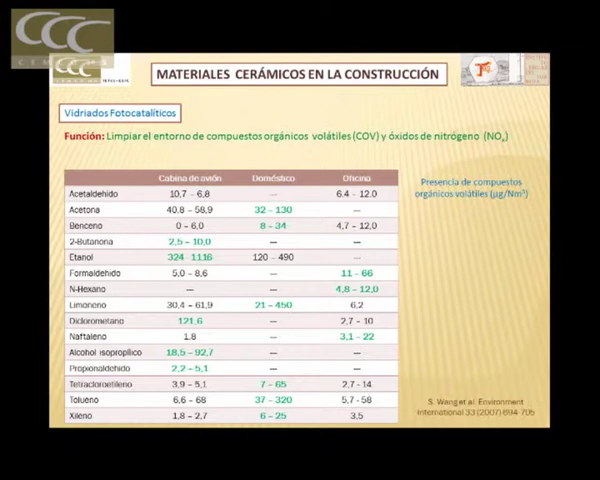 CCC
CCC
MATERIALES CERÁMICOS EN LA CONSTRUCCIÓN
Vidriados Fotocatalíticos
Función: Limpiar el entorno de compuestos orgánicos volátiles (COV) y óxidos de nitrógeno (NOx)
Presencia de compuestos
orgánicos volátiles (µg/Nm³)
Cabina de avión Doméstico Oficina
Acetaldehido 10,7 – 6,8 — 6,4 – 12,0
Acetona 40,8 – 58,9 32 – 130 —
Benceno 0 – 6,0 8 – 34 4,7 – 12,0
2-Butanona 2,5 – 10,0 — —
Etanol 324 - 1116 120 – 490 —
Formaldehido 5,0 – 8,6 11 – 66
N-Hexano — — 4,8 – 12,0
Limoneno 30,4 – 61,9 21 – 450 6,2
Diclorometano 121,6 2,7 – 10
Naftaleno 1,8 — 3,1 – 22
Alcohol isopropílico 18,5 – 92,7 — —
Propionaldehido 2,2 – 5,1 — —
Tetracloroetileno 3,9 – 5,1 7 – 65 2,7 - 14
Tolueno 6,6 – 68 37 – 320 5,7 - 58
Xileno 1,8 – 2,7 6 – 25 3,5
S. Wang et al. Environment
International 33 (2007) 694-705